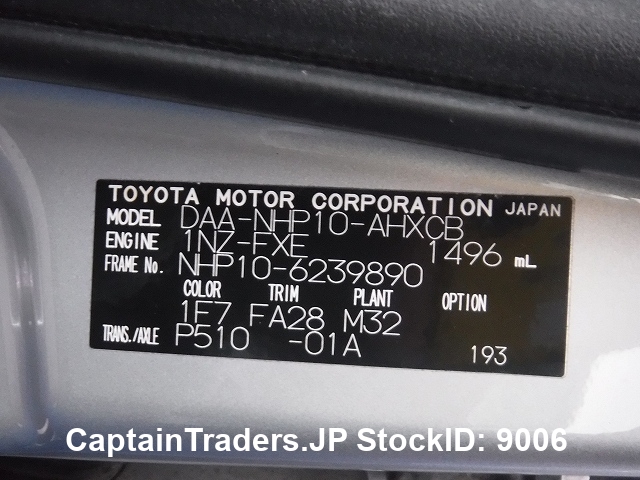 TOYOTA MOTOR CORPORATION JAPAN
MODEL DAA-NHP10-AHXCB
ENGINE 1NZ-FXE 1496 mL
FRAME No. NHP10-6239890
COLOR TRIM PLANT OPTION
1F7 FA28 M32
TRANS./AXLE P510 -01A 193
CaptainTraders.JP StockID: 9006